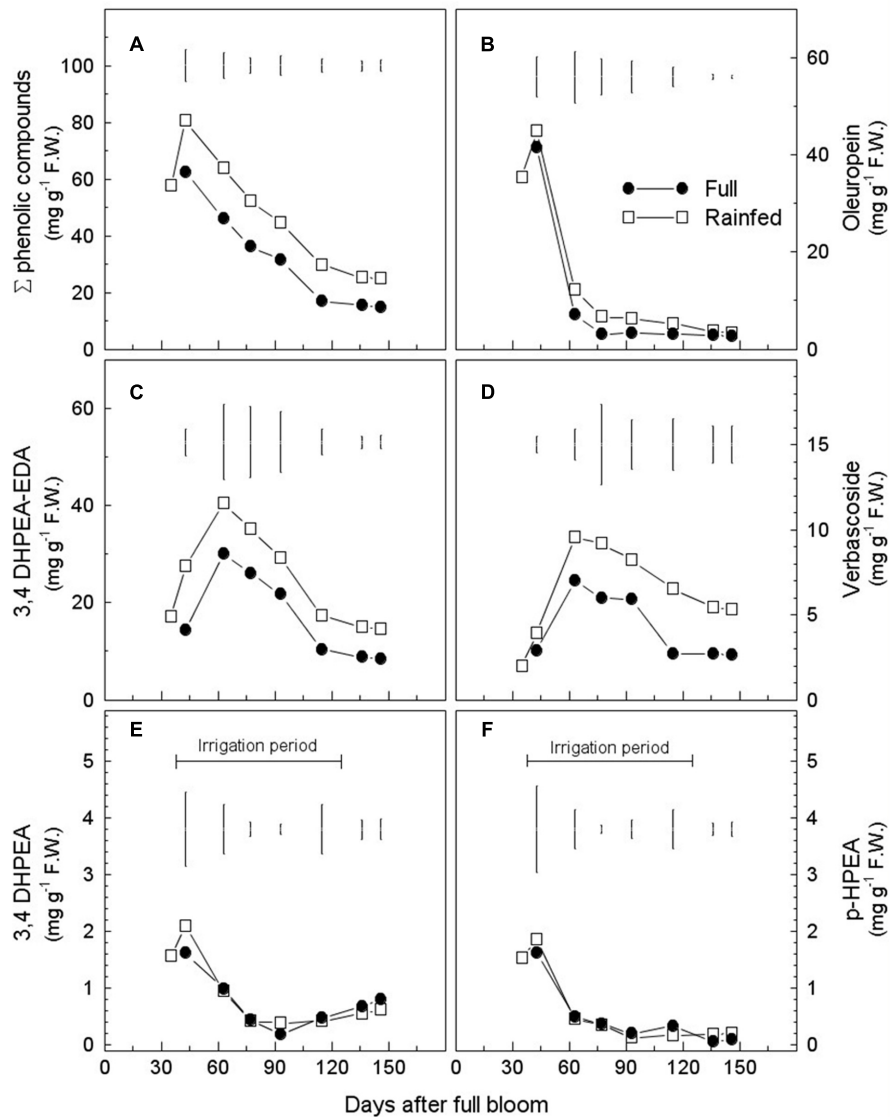 A
B
100
80
60
40
20
0
Σ phenolic compounds
(mg g⁻¹ F.W.)
60
40
20
0
Oleuropein
(mg g⁻¹ F.W.)
Full
Rainfed
C
D
60
40
20
0
3,4 DHPEA-EDA
(mg g⁻¹ F.W.)
15
10
5
0
Verbascoside
(mg g⁻¹ F.W.)
E
F
Irrigation period
Irrigation period
5
4
3
2
1
0
3,4 DHPEA
(mg g⁻¹ F.W.)
5
4
3
2
1
0
p-HPEA
(mg g⁻¹ F.W.)
0 30 60 90 120 150
0 30 60 90 120 150
Days after full bloom